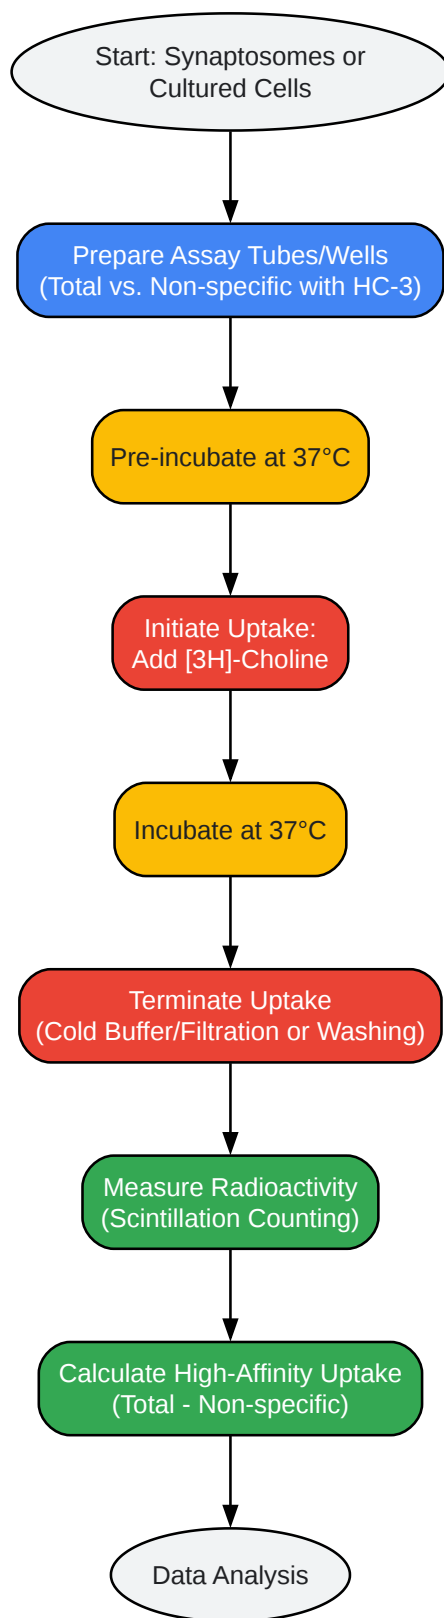 Start: Synaptosomes or
Cultured Cells
Prepare Assay Tubes/Wells
(Total vs. Non-specific with HC-3)
Pre-incubate at 37°C
Initiate Uptake:
Add [3H]-Choline
Incubate at 37°C
Terminate Uptake
(Cold Buffer/Filtration or Washing)
Measure Radioactivity
(Scintillation Counting)
Calculate High-Affinity Uptake
(Total - Non-specific)
Data Analysis